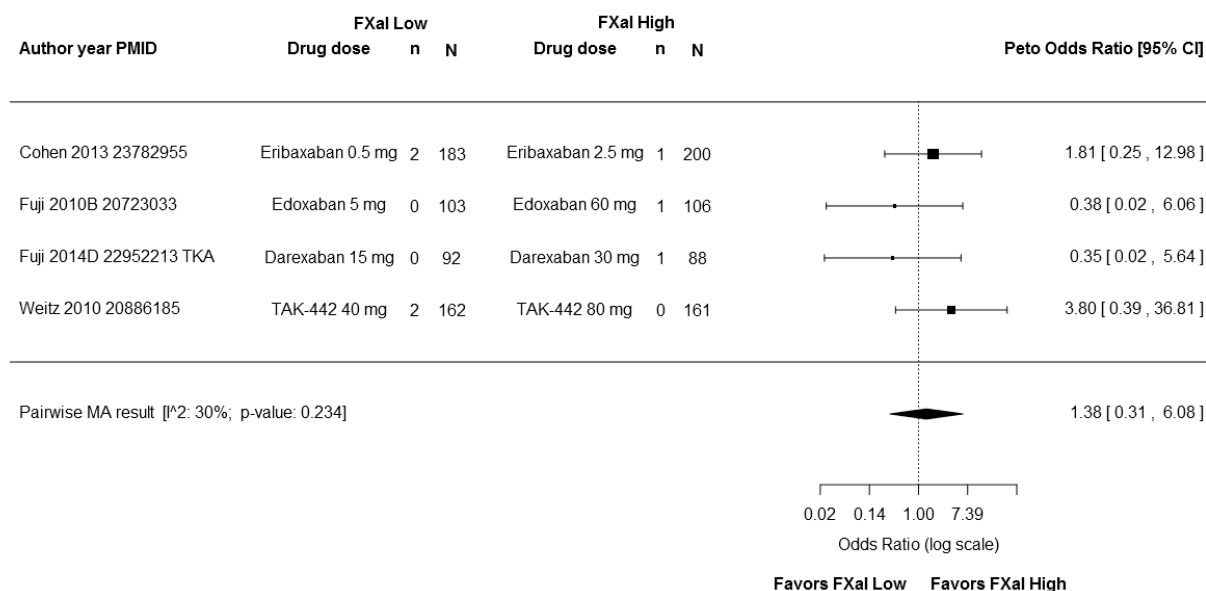 FXaI Low FXaI High
Author year PMID Drug dose n N Drug dose n N Peto Odds Ratio [95% CI]
Cohen 2013 23782955 Eribaxaban 0.5 mg 2 183 Eribaxaban 2.5 mg 1 200 1.81 [ 0.25 , 12.98 ]
Fuji 2010B 20723033 Edoxaban 5 mg 0 103 Edoxaban 60 mg 1 106 0.38 [ 0.02 , 6.06 ]
Fuji 2014D 22952213 TKA Darexaban 15 mg 0 92 Darexaban 30 mg 1 88 0.35 [ 0.02 , 5.64 ]
Weitz 2010 20886185 TAK-442 40 mg 2 162 TAK-442 80 mg 0 161 3.80 [ 0.39 , 36.81 ]
Pairwise MA result [I^2: 30%; p-value: 0.234] 1.38 [ 0.31 , 6.08 ]
0.02 0.14 1.00 7.39
Odds Ratio (log scale)
Favors FXaI Low Favors FXaI High